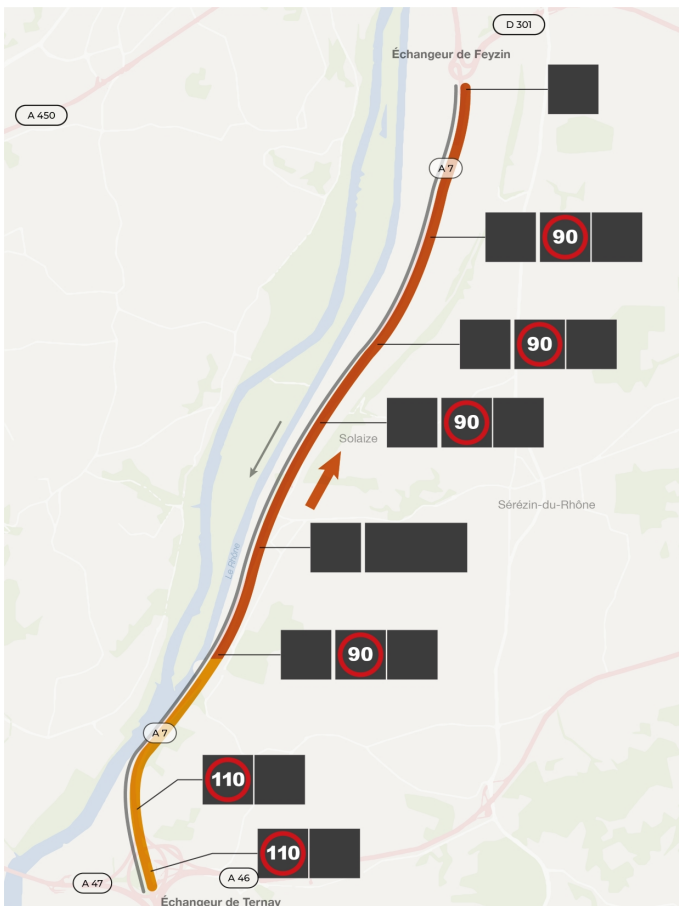 D 301
Échangeur de Feyzin
A 450
A 7
90
90
90
Solaize
Sérézin-du-Rhône
Le Rhône
90
A 7
110
110
A 47
A 46
Échangeur de Ternay